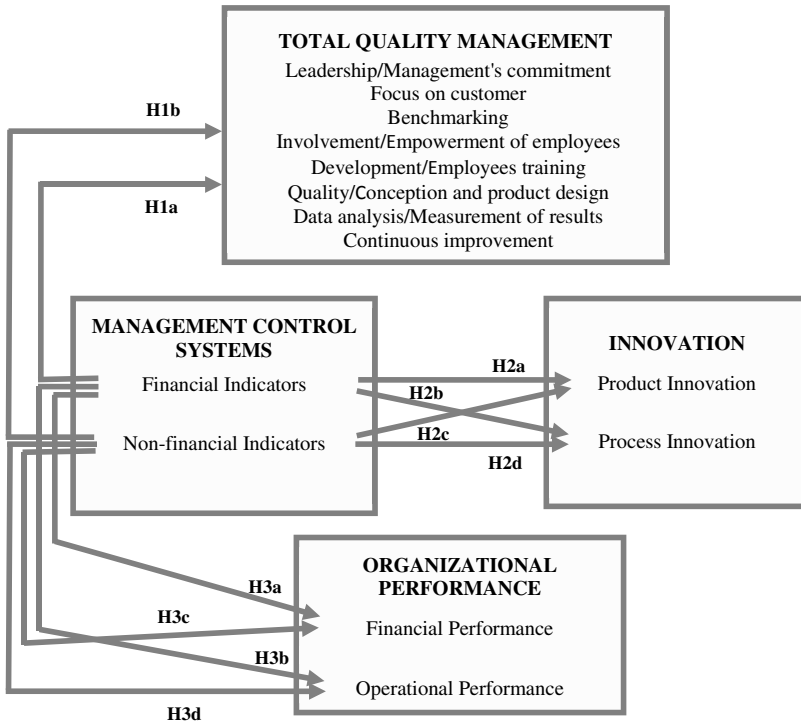 TOTAL QUALITY MANAGEMENT
Leadership/Management's commitment
Focus on customer
Benchmarking
Involvement/Empowerment of employees
Development/Employees training
Quality/Conception and product design
Data analysis/Measurement of results
Continuous improvement
H1b
H1a
MANAGEMENT CONTROL
SYSTEMS
Financial Indicators
Non-financial Indicators
H2a
H2b
H2c
H2d
INNOVATION
Product Innovation
Process Innovation
ORGANIZATIONAL
PERFORMANCE
Financial Performance
Operational Performance
H3a
H3c
H3b
H3d